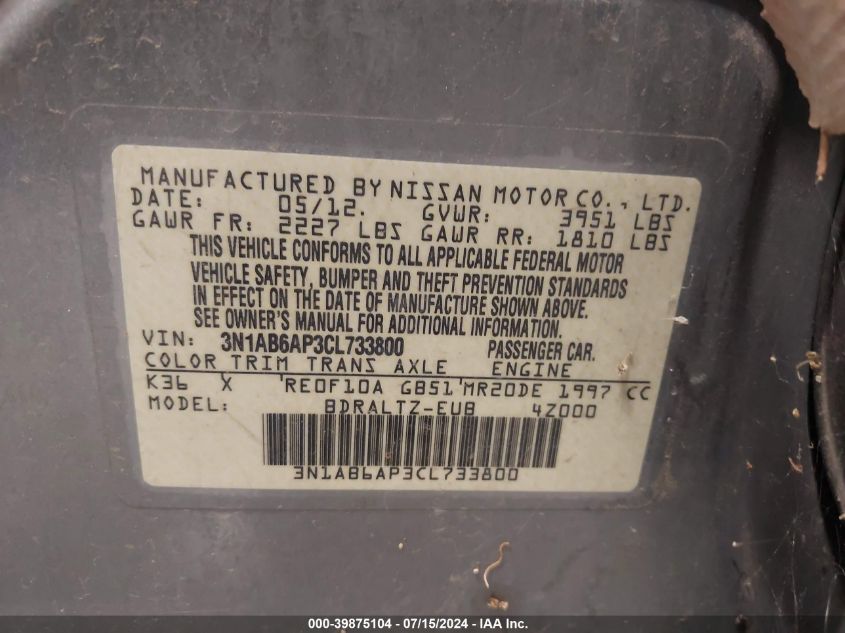 MANUFACTURED BY NISSAN MOTOR CO., LTD.
DATE: 05/12. GVWR: 3951 LBS
GAWR FR: 2227 LBS GAWR RR: 1810 LBS
THIS VEHICLE CONFORMS TO ALL APPLICABLE FEDERAL MOTOR
VEHICLE SAFETY, BUMPER AND THEFT PREVENTION STANDARDS
IN EFFECT ON THE DATE OF MANUFACTURE SHOWN ABOVE.
SEE OWNER'S MANUAL FOR ADDITIONAL INFORMATION.
VIN: 3N1AB6AP3CL733800 PASSENGER CAR.
COLOR TRIM TRANS AXLE ENGINE
K36 X 'RE0F10A GB51'MR20DE 1997 CC
MODEL: BDRALTZ-EUB 4Z000
3N1AB6AP3CL733800
000-39875104 - 07/15/2024 - IAA Inc.